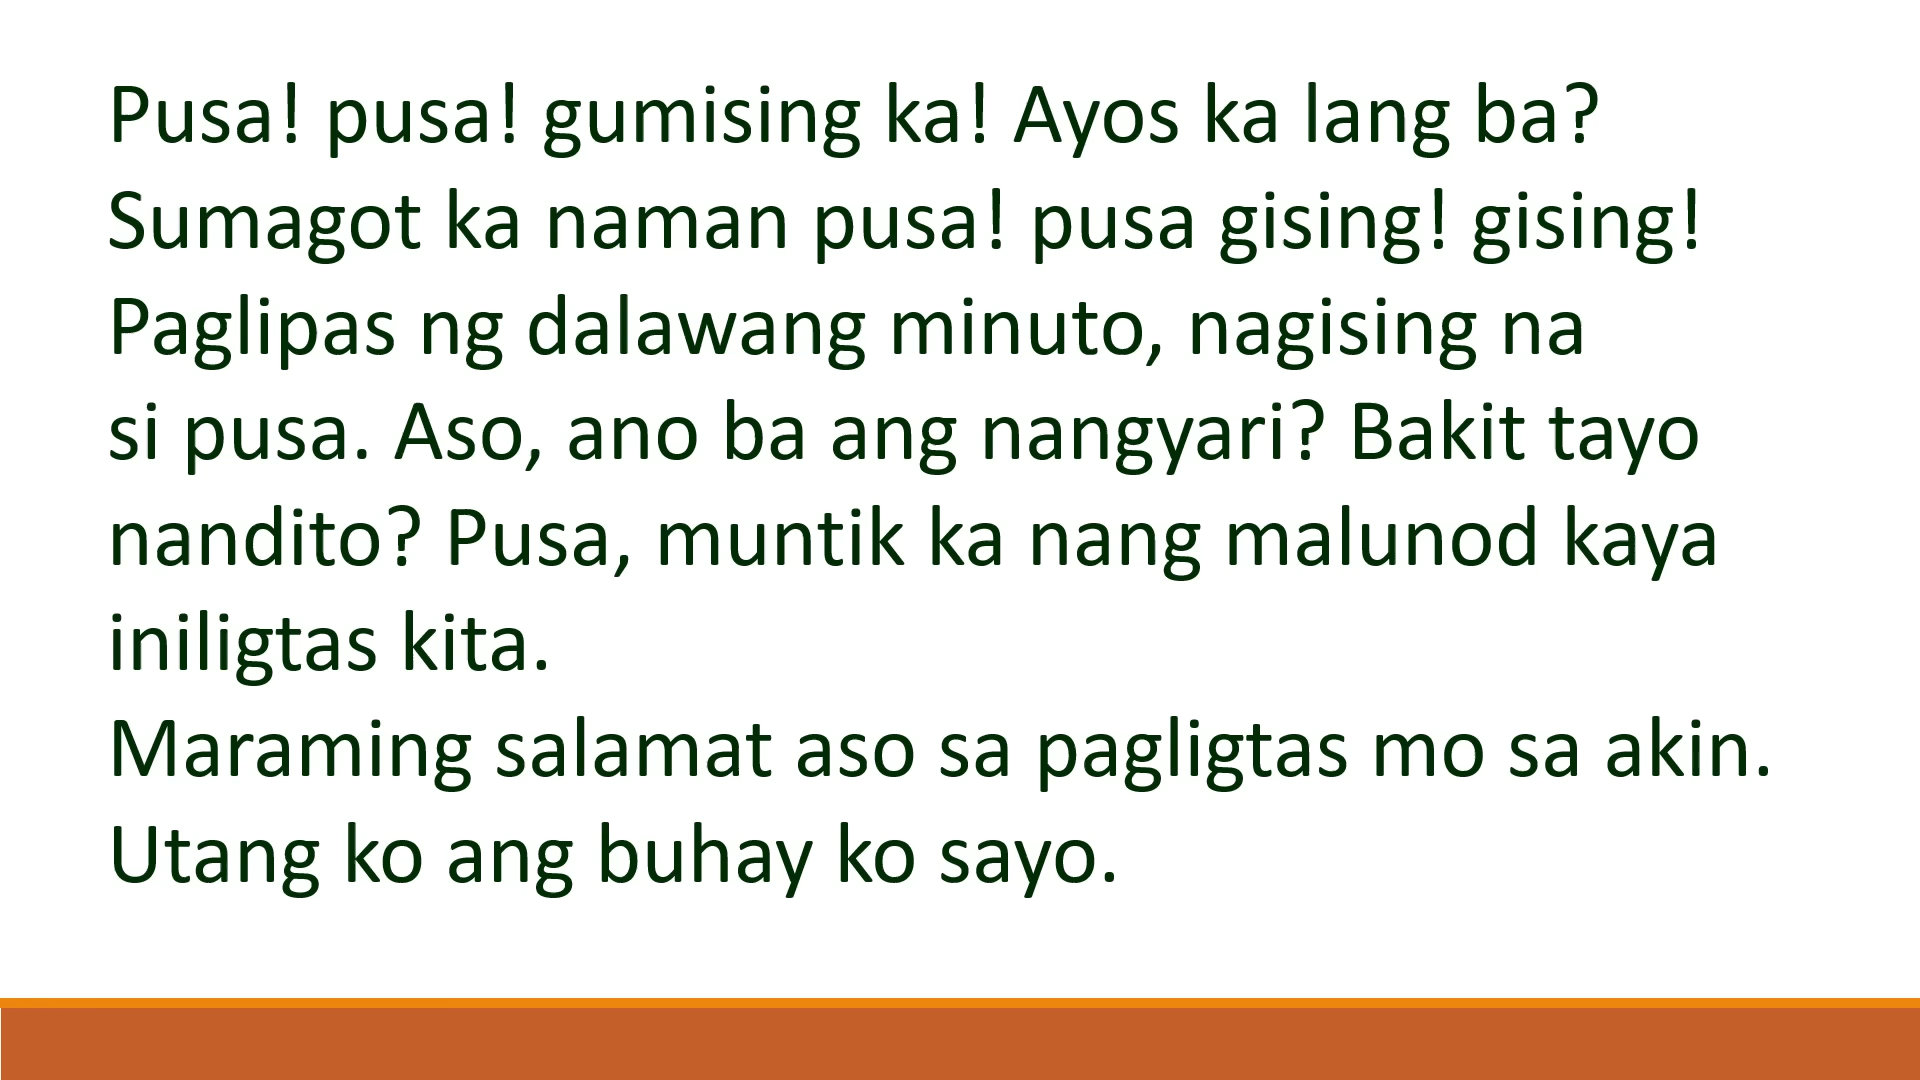 Pusa! pusa! gumising ka! Ayos ka lang ba?
Sumagot ka naman pusa! pusa gising! gising!
Paglipas ng dalawang minuto, nagising na
si pusa. Aso, ano ba ang nangyari? Bakit tayo
nandito? Pusa, muntik ka nang malunod kaya
iniligtas kita.
Maraming salamat aso sa pagligtas mo sa akin.
Utang ko ang buhay ko sayo.